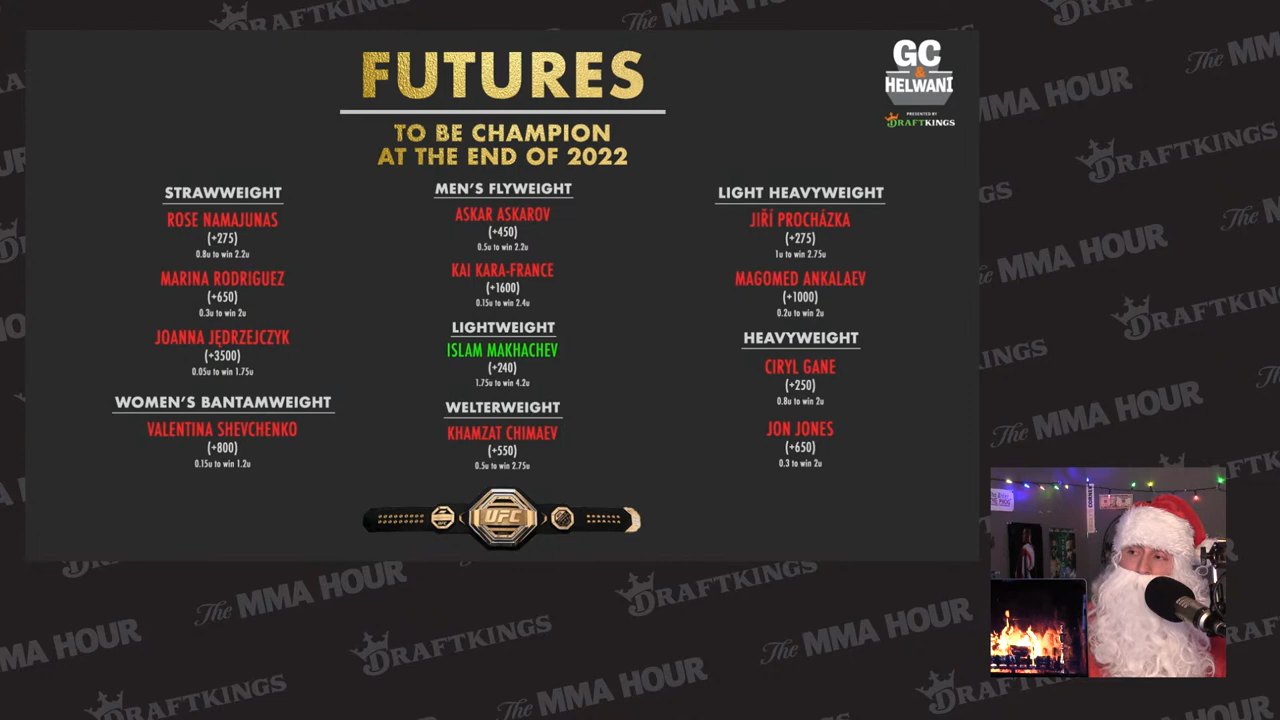 FUTURES
TO BE CHAMPION
AT THE END OF 2022
GC
&
HELWANI
PRESENTED BY
DRAFTKINGS
STRAWWEIGHT
ROSE NAMAJUNAS
(+275)
0.8u to win 2.2u
MARINA RODRIGUEZ
(+650)
0.3u to win 2u
JOANNA JĘDRZEJCZYK
(+3500)
0.05u to win 1.75u
WOMEN'S BANTAMWEIGHT
VALENTINA SHEVCHENKO
(+800)
0.15u to win 1.2u
MEN'S FLYWEIGHT
ASKAR ASKAROV
(+450)
0.5u to win 2.2u
KAI KARA-FRANCE
(+1600)
0.15u to win 2.4u
LIGHTWEIGHT
ISLAM MAKHACHEV
(+240)
1.75u to win 4.2u
WELTERWEIGHT
KHAMZAT CHIMAEV
(+550)
0.5u to win 2.75u
LIGHT HEAVYWEIGHT
JIŘÍ PROCHÁZKA
(+275)
1u to win 2.75u
MAGOMED ANKALAEV
(+1000)
0.2u to win 2u
HEAVYWEIGHT
CIRYL GANE
(+250)
0.8u to win 2u
JON JONES
(+650)
0.3 to win 2u
UFC
The MMA HOUR
DRAFTKINGS